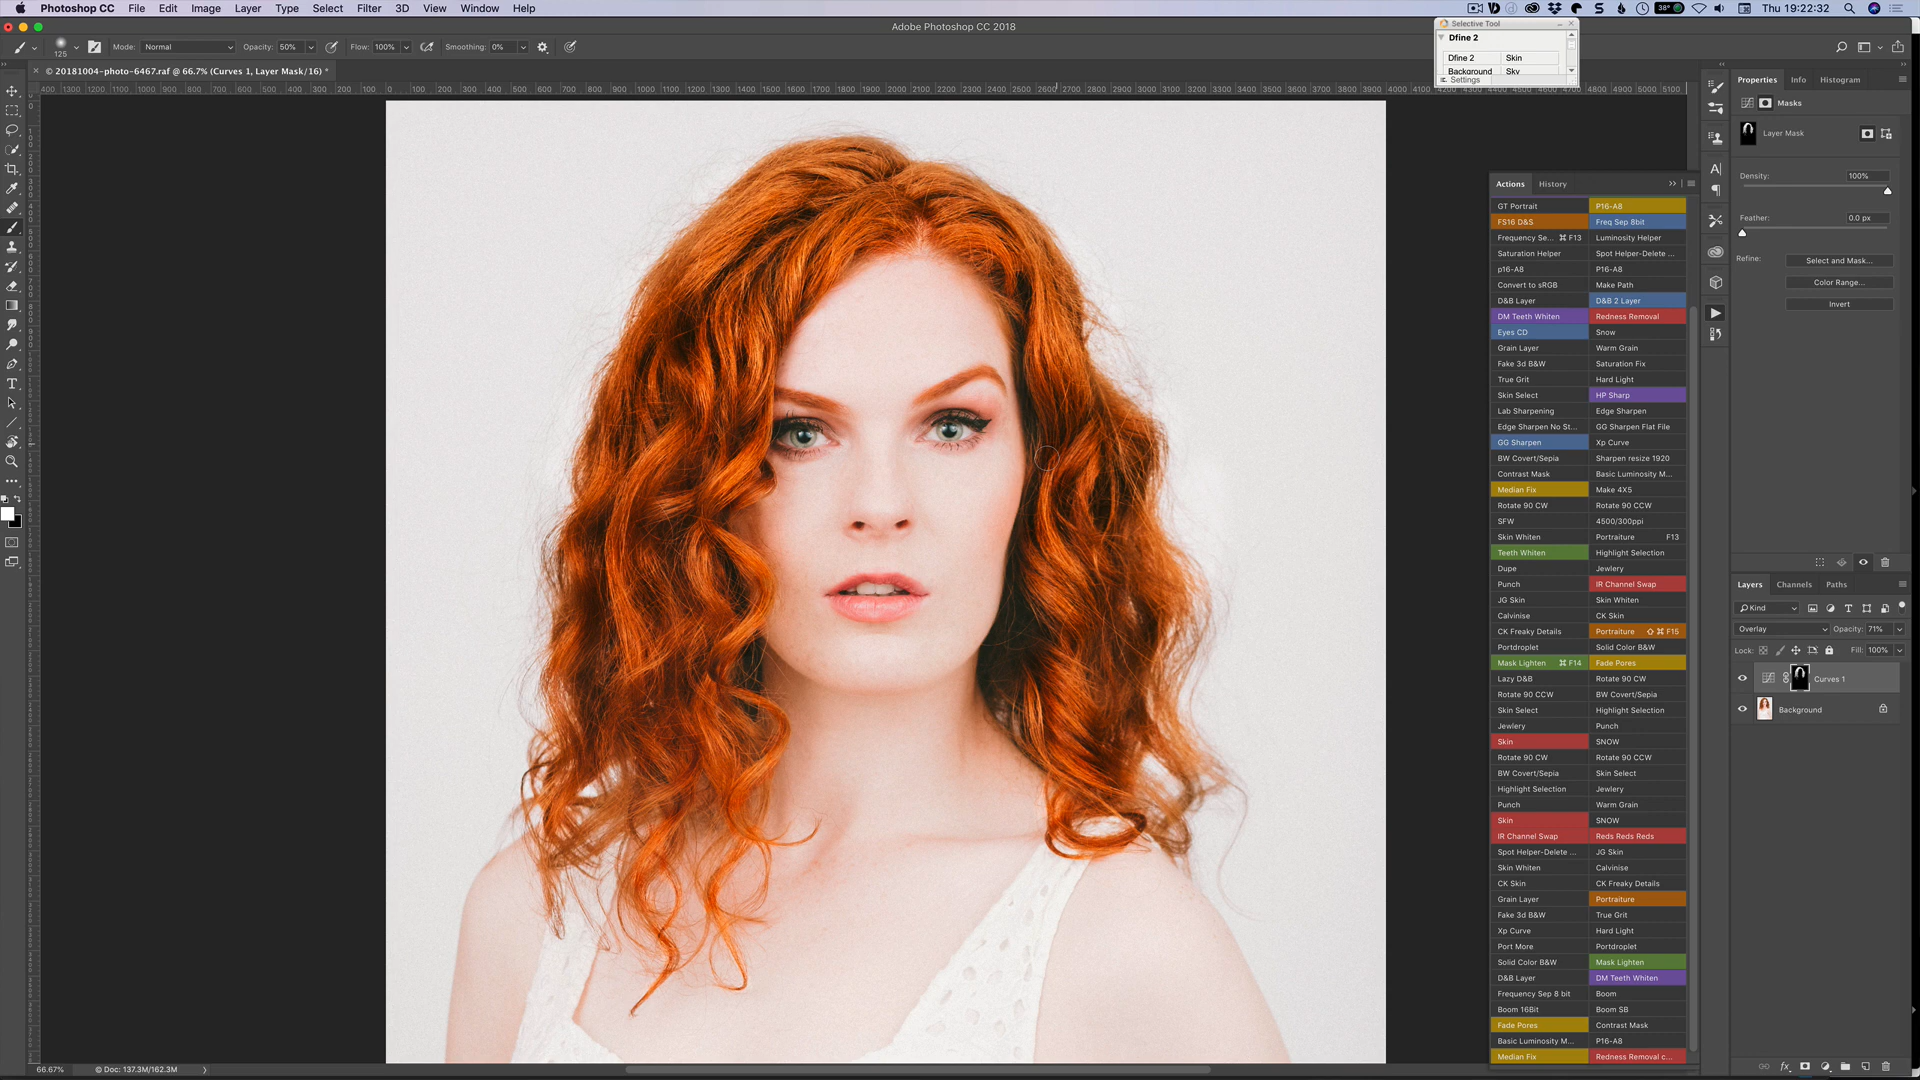 Photoshop CC File Edit Image Layer Type Select Filter 3D View Window Help
38° Thu 19:22:32
Adobe Photoshop CC 2018
Selective Tool
Dfine 2
Dfine 2 Skin
Background Sky
Settings
125 Mode: Normal Opacity: 50% Flow: 100% Smoothing: 0%
© 20181004-photo-6467.raf @ 66.7% (Curves 1, Layer Mask/16) *
Actions History
GT Portrait P16-A8
FS16 D&S Freq Sep 8bit
Frequency Se... ⌘ F13 Luminosity Helper
Saturation Helper Spot Helper-Delete ...
p16-A8 P16-A8
Convert to sRGB Make Path
D&B Layer D&B 2 Layer
DM Teeth Whiten Redness Removal
Eyes CD Snow
Grain Layer Warm Grain
Fake 3d B&W Saturation Fix
True Grit Hard Light
Skin Select HP Sharp
Lab Sharpening Edge Sharpen
Edge Sharpen No St... GG Sharpen Flat File
GG Sharpen Xp Curve
BW Covert/Sepia Sharpen resize 1920
Contrast Mask Basic Luminosity M...
Median Fix Make 4X5
Rotate 90 CW Rotate 90 CCW
SFW 4500/300ppi
Skin Whiten Portraiture F13
Teeth Whiten Highlight Selection
Dupe Jewlery
Punch IR Channel Swap
JG Skin Skin Whiten
Calvinise CK Skin
CK Freaky Details Portraiture ⇧ ⌘ F15
Portdroplet Solid Color B&W
Mask Lighten ⌘ F14 Fade Pores
Lazy D&B Rotate 90 CW
Rotate 90 CCW BW Covert/Sepia
Skin Select Highlight Selection
Jewlery Punch
Skin SNOW
Rotate 90 CW Rotate 90 CCW
BW Covert/Sepia Skin Select
Highlight Selection Jewlery
Punch Warm Grain
Skin SNOW
IR Channel Swap Reds Reds Reds
Spot Helper-Delete ... JG Skin
Skin Whiten Calvinise
CK Skin CK Freaky Details
Grain Layer Portraiture
Fake 3d B&W True Grit
Xp Curve Hard Light
Port More Portdroplet
Solid Color B&W Mask Lighten
D&B Layer DM Teeth Whiten
Frequency Sep 8 bit Boom
Boom 16Bit Boom SB
Fade Pores Contrast Mask
Basic Luminosity M... P16-A8
Median Fix Redness Removal c...
Properties Info Histogram
Masks
Layer Mask
Density: 100%
Feather: 0.0 px
Refine: Select and Mask...
Color Range...
Invert
Layers Channels Paths
Kind
Overlay Opacity: 71%
Lock: Fill: 100%
Curves 1
Background
fx
66.67% © Doc: 137.3M/162.3M